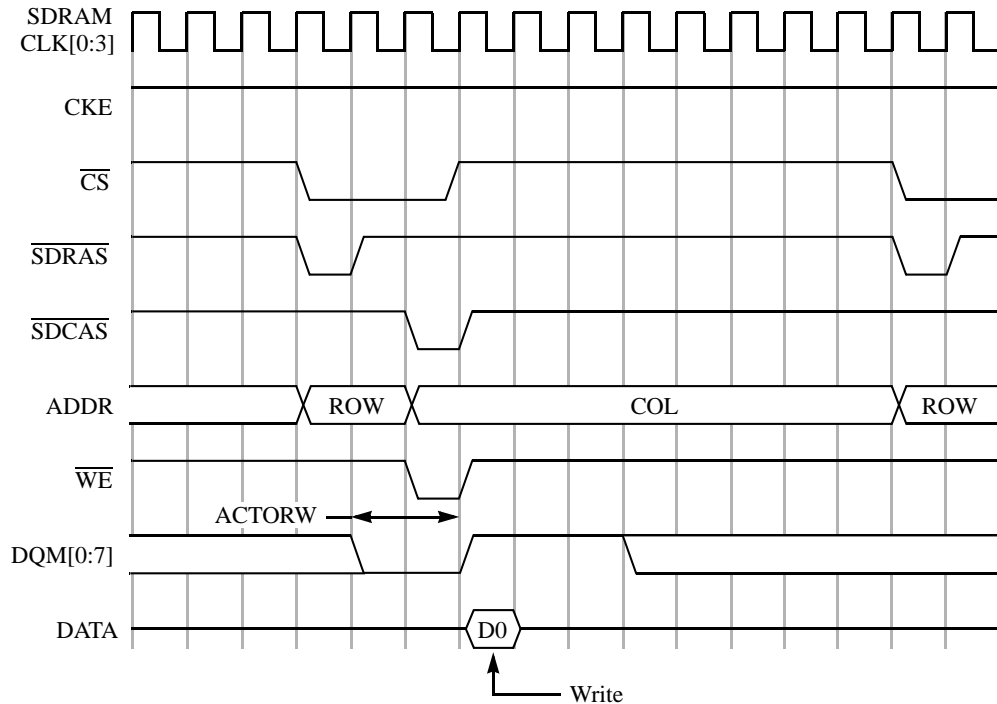 SDRAM
CLK[0:3]
CKE
CS
SDRAS
SDCAS
ADDR ROW COL ROW
WE
ACTORW
DQM[0:7]
DATA D0
Write